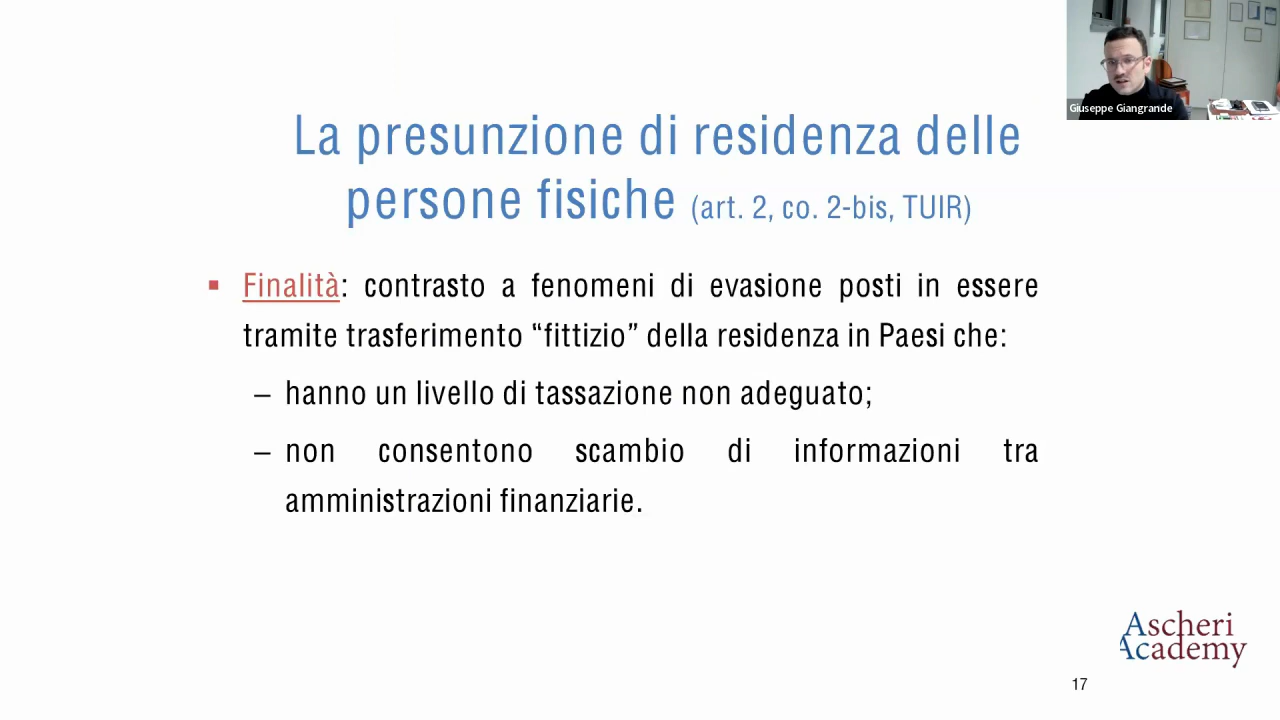 Giuseppe Giangrande
La presunzione di residenza delle
persone fisiche (art. 2, co. 2-bis, TUIR)
▪ Finalità: contrasto a fenomeni di evasione posti in essere
tramite trasferimento “fittizio” della residenza in Paesi che:
– hanno un livello di tassazione non adeguato;
– non consentono scambio di informazioni tra
amministrazioni finanziarie.
Ascheri
Academy
17